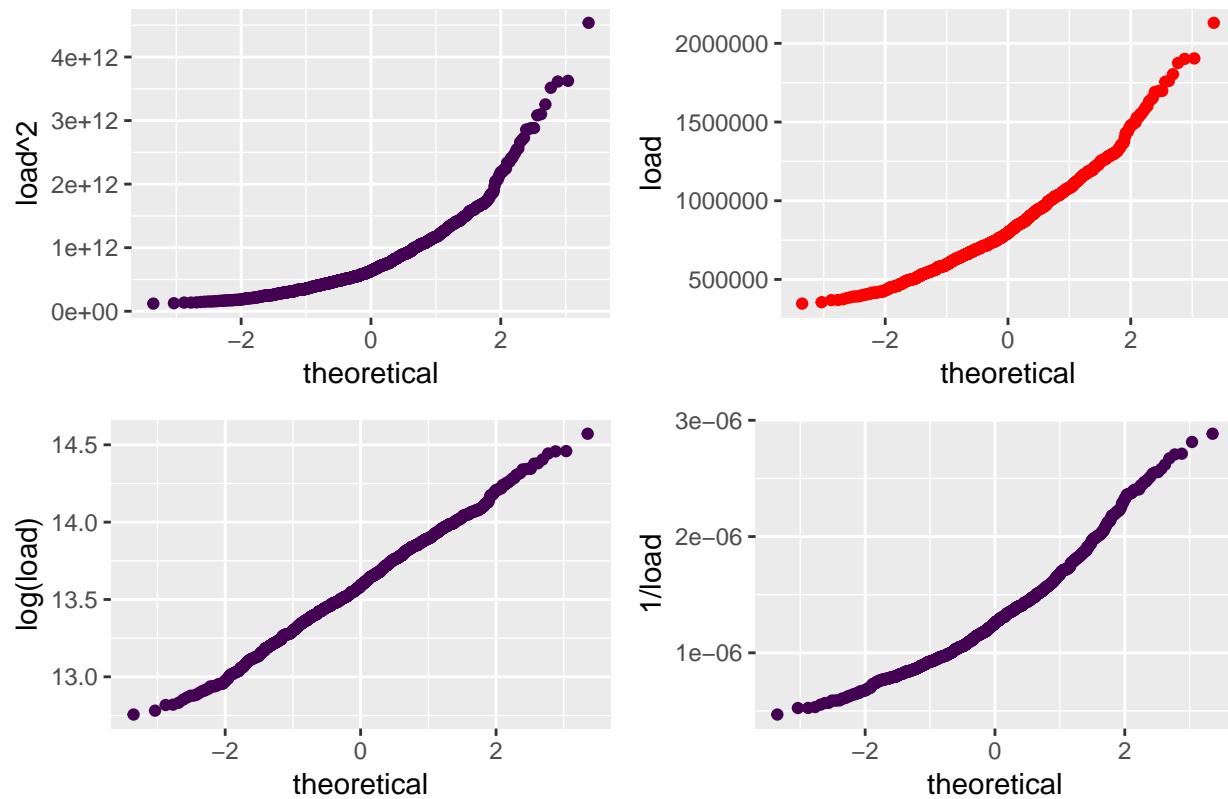 load^2
4e+12
3e+12
2e+12
1e+12
0e+00
−2 0 2
theoretical
load
2000000
1500000
1000000
500000
−2 0 2
theoretical
log(load)
14.5
14.0
13.5
13.0
−2 0 2
theoretical
1/load
3e−06
2e−06
1e−06
−2 0 2
theoretical